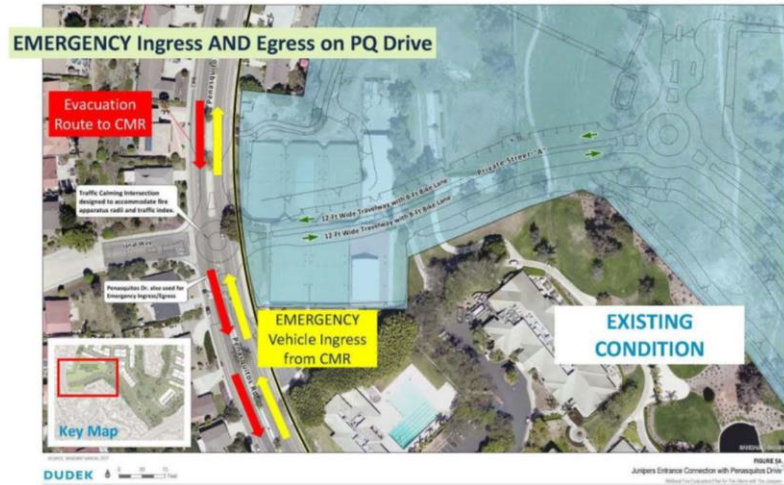 EMERGENCY Ingress AND Egress on PQ Drive
Evacuation
Route to CMR
Traffic Calming Intersection
designed to accommodate fire
apparatus radii and traffic index.
Private Street "A"
12-Ft Wide Travelway with 8-Ft Bike Lane
12-Ft Wide Travelway with 8-Ft Bike Lane
Penasquitos Dr. also used for
Emergency Ingress/Egress
EMERGENCY
Vehicle Ingress
from CMR
EXISTING
CONDITION
Key Map
DUDEK
FIGURE 5A
Junipers Entrance Connection with Penasquitos Drive